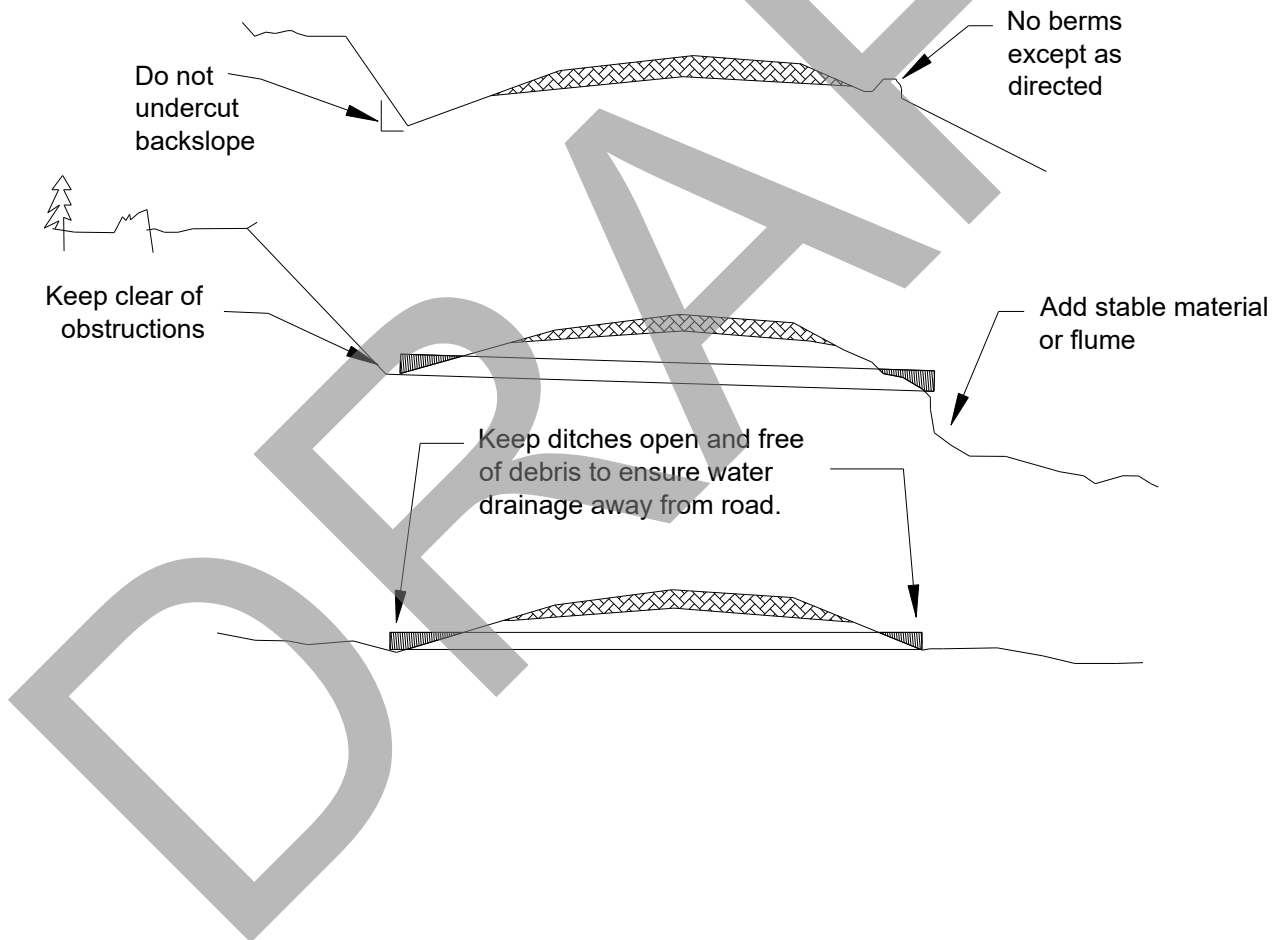 Do not
undercut
backslope
No berms
except as
directed
Keep clear of
obstructions
Add stable material
or flume
Keep ditches open and free
of debris to ensure water
drainage away from road.
DRAF